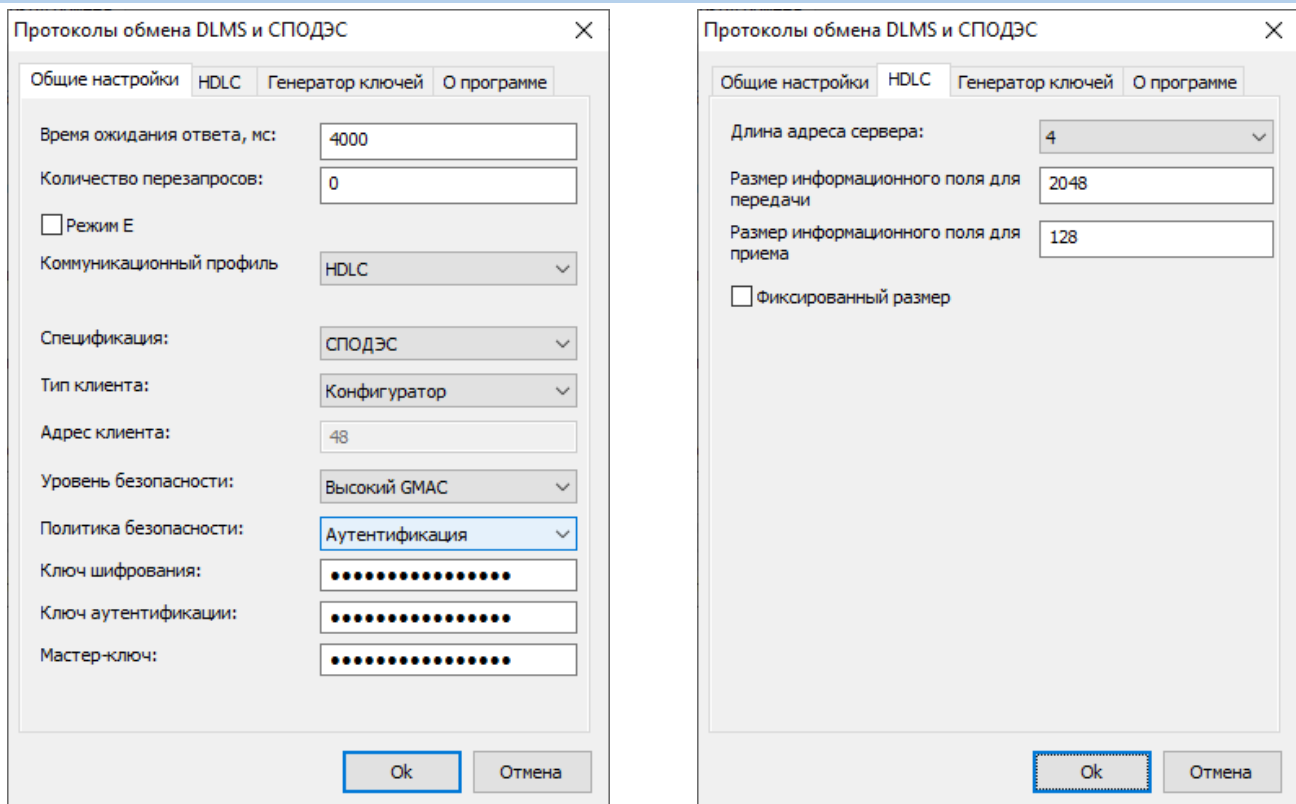 Протоколы обмена DLMS и СПОДЭС
Общие настройки HDLC Генератор ключей О программе
Время ожидания ответа, мс: 4000
Количество перезапросов: 0
Режим Е
Коммуникационный профиль HDLC
Спецификация: СПОДЭС
Тип клиента: Конфигуратор
Адрес клиента: 48
Уровень безопасности: Высокий GMAC
Политика безопасности: Аутентификация
Ключ шифрования: ●●●●●●●●●●●●●●●●
Ключ аутентификации: ●●●●●●●●●●●●●●●●
Мастер-ключ: ●●●●●●●●●●●●●●●●
Ok Отмена
Протоколы обмена DLMS и СПОДЭС
Общие настройки HDLC Генератор ключей О программе
Длина адреса сервера: 4
Размер информационного поля для
передачи 2048
Размер информационного поля для
приема 128
Фиксированный размер
Ok Отмена